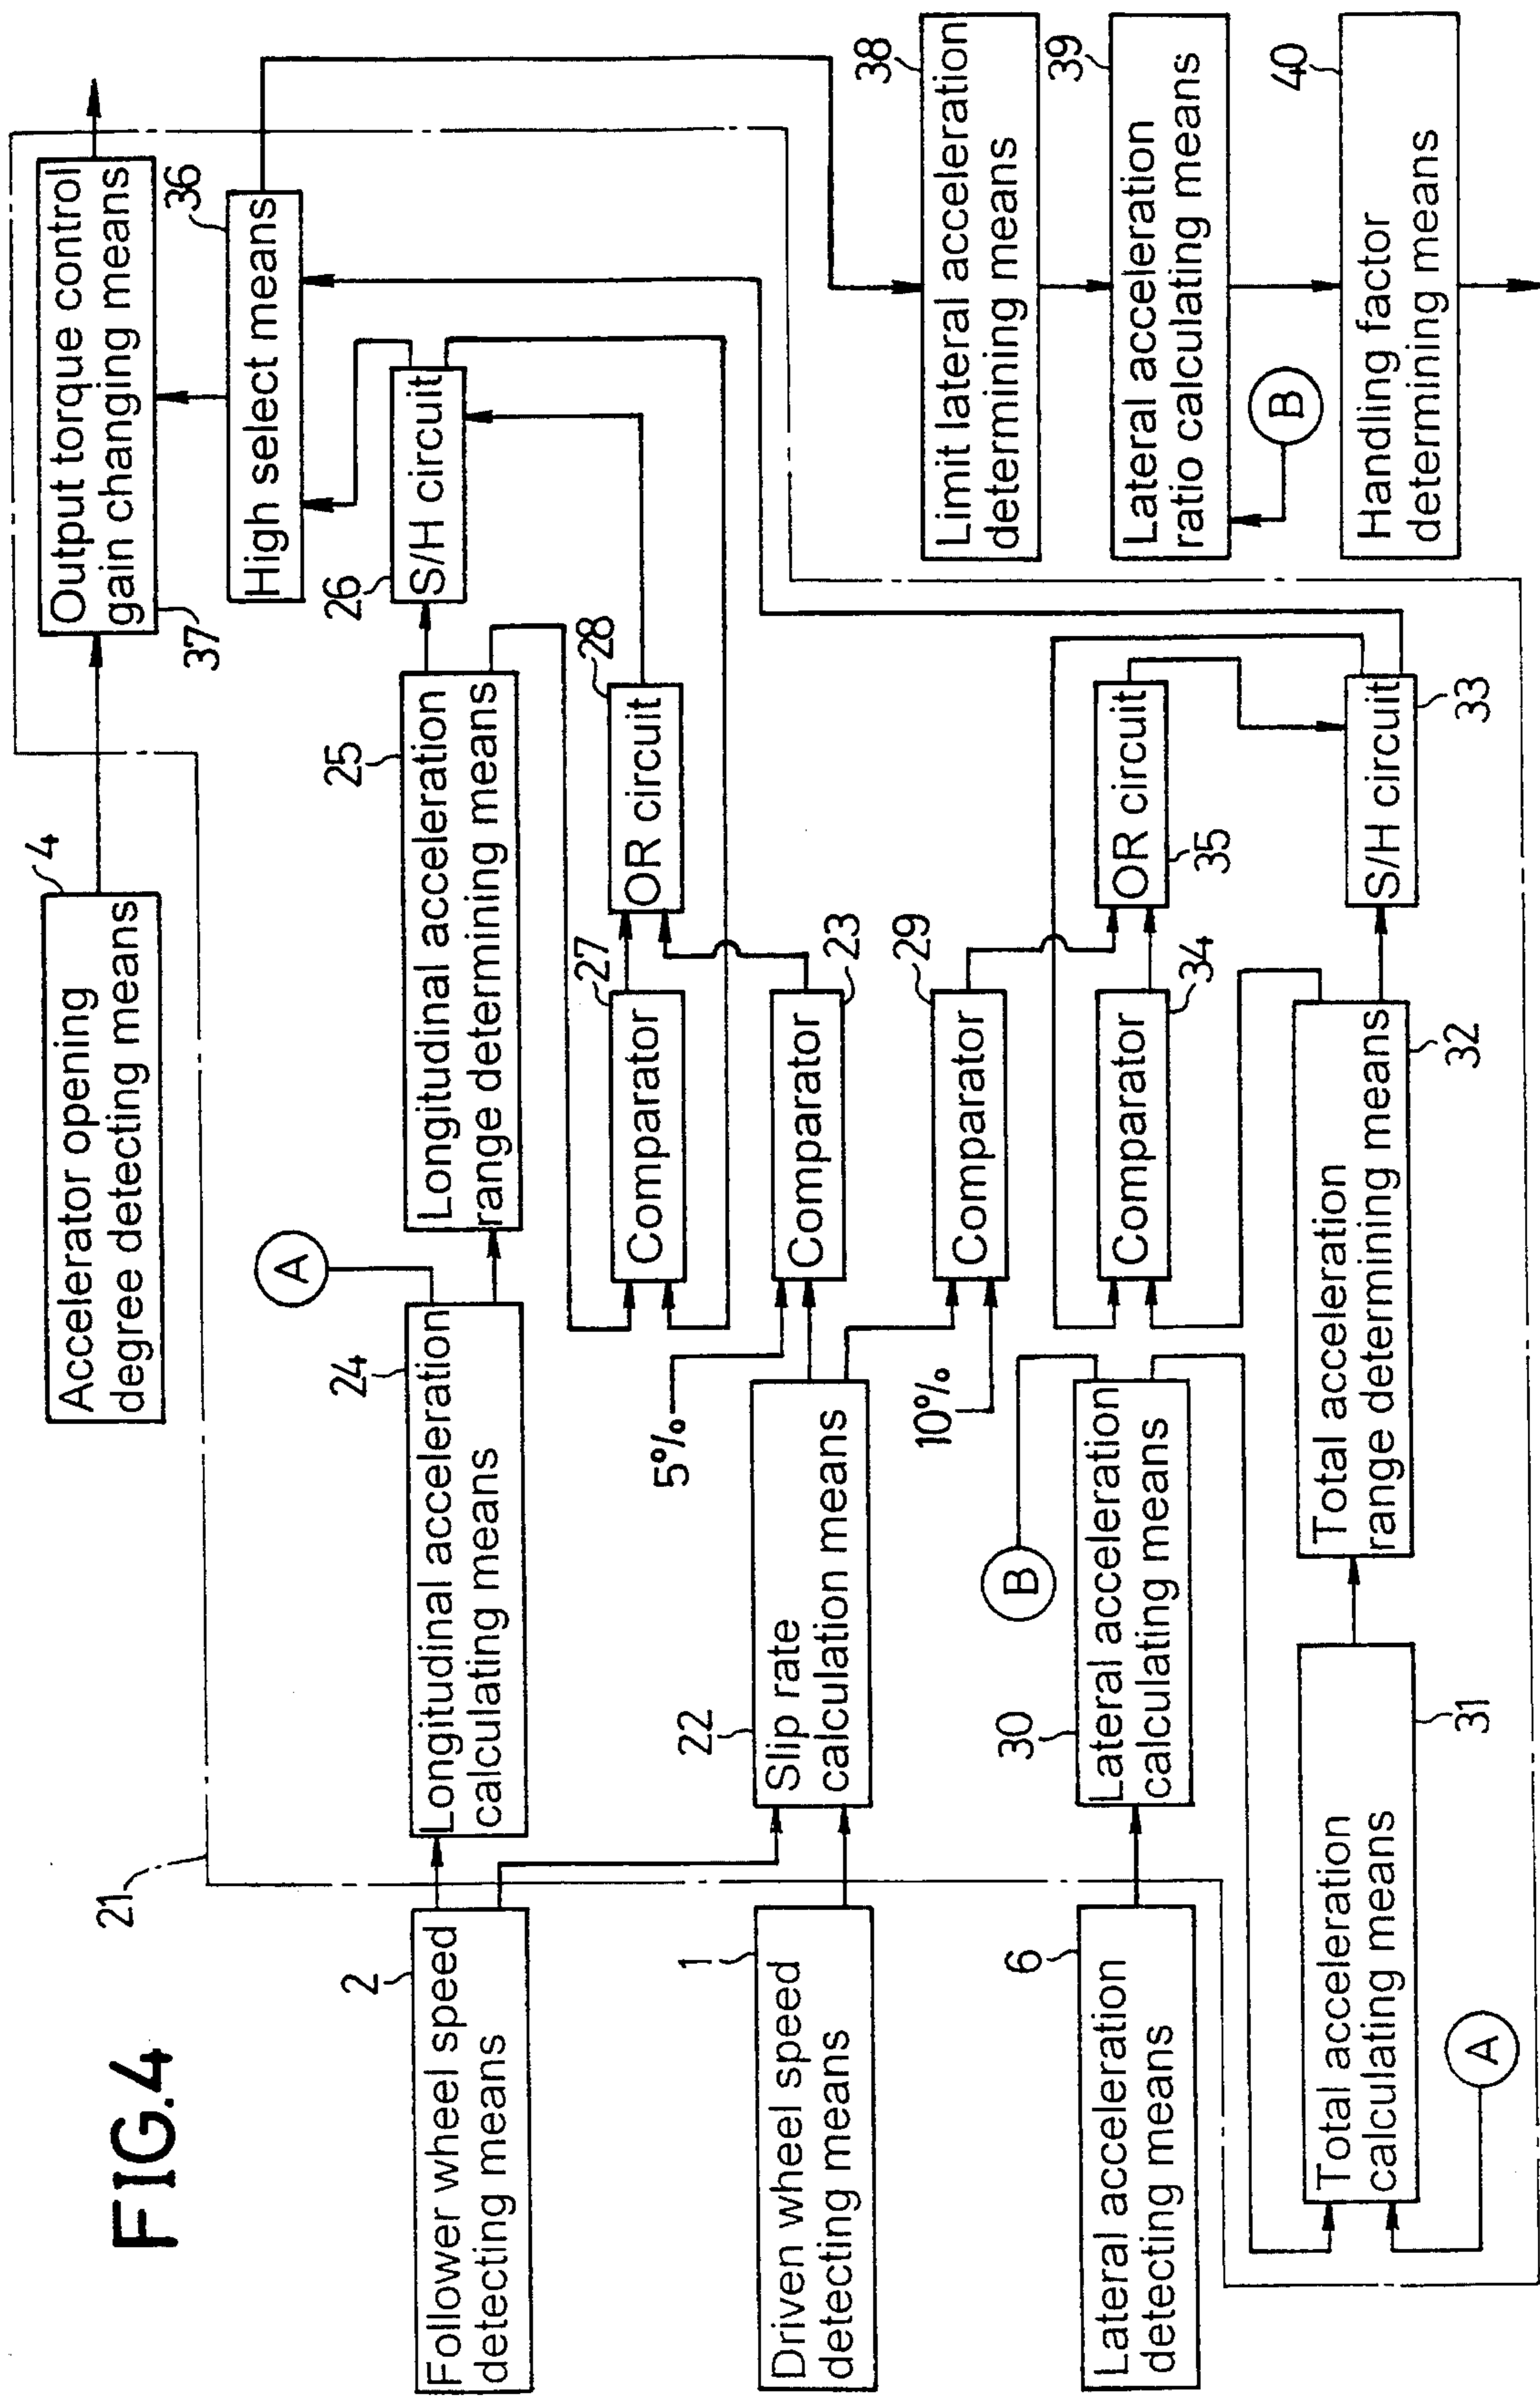 FIG.4
21
Accelerator opening
degree detecting means
4
Output torque control
gain changing means
37
High select means
36
2
Follower wheel speed
detecting means
24
Longitudinal acceleration
calculating means
A
25
Longitudinal acceleration
range determining means
26
S/H circuit
27
Comparator
28
OR circuit
1
Driven wheel speed
detecting means
22
Slip rate
calculation means
5%
Comparator
23
10%
29
Comparator
6
Lateral acceleration
detecting means
30
Lateral acceleration
calculating means
B
Comparator
34
OR circuit
35
Total acceleration
calculating means
31
A
Total acceleration
range determining means
32
S/H circuit
33
38
Limit lateral acceleration
determining means
39
Lateral acceleration
ratio calculating means
B
40
Handling factor
determining means